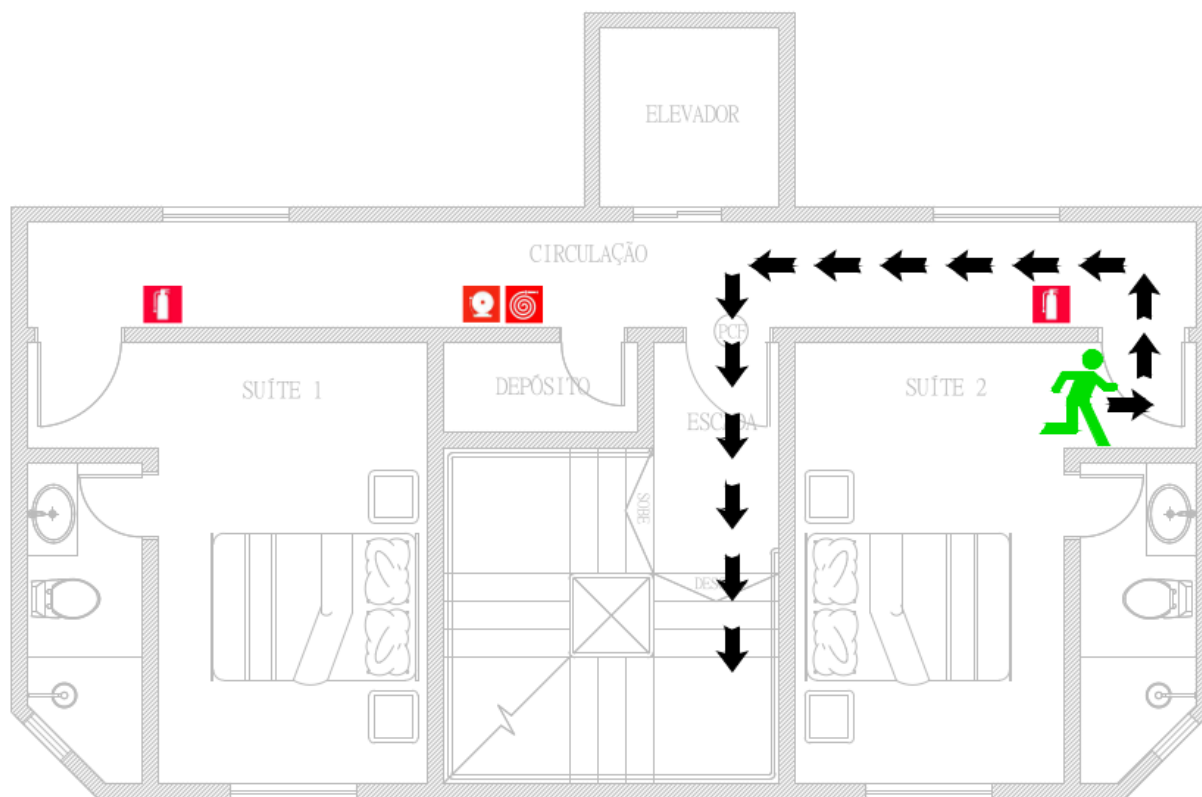 ELEVADOR
CIRCULAÇÃO
PCF
SUÍTE 1
DEPÓSITO
SUÍTE 2
ESCADA
SOBE